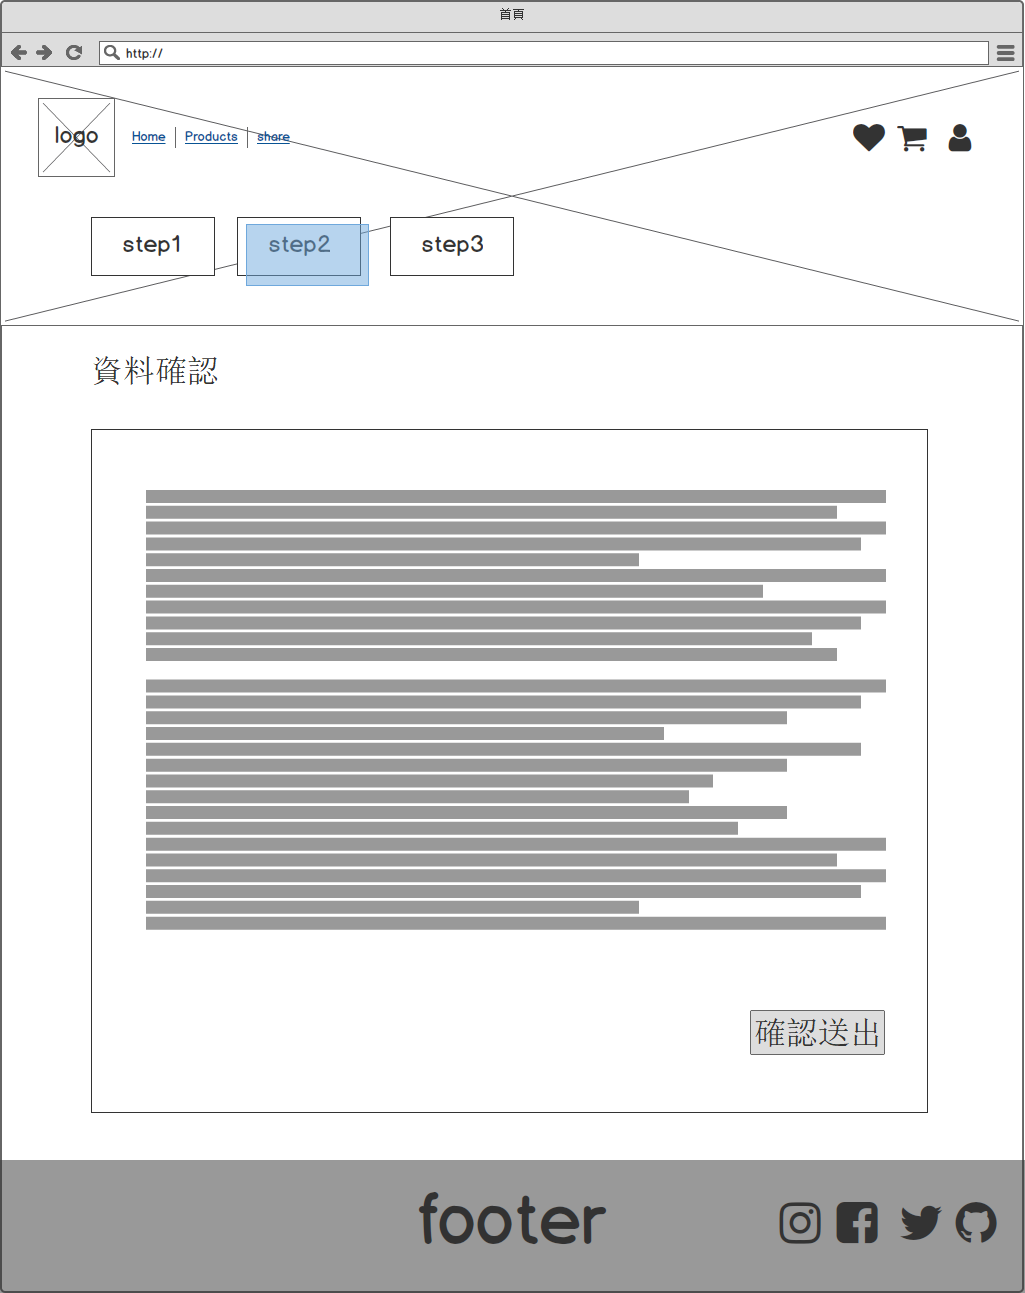 首頁
http://
logo
Home
Products
share
step1
step2
step3
資料確認
確認送出
footer